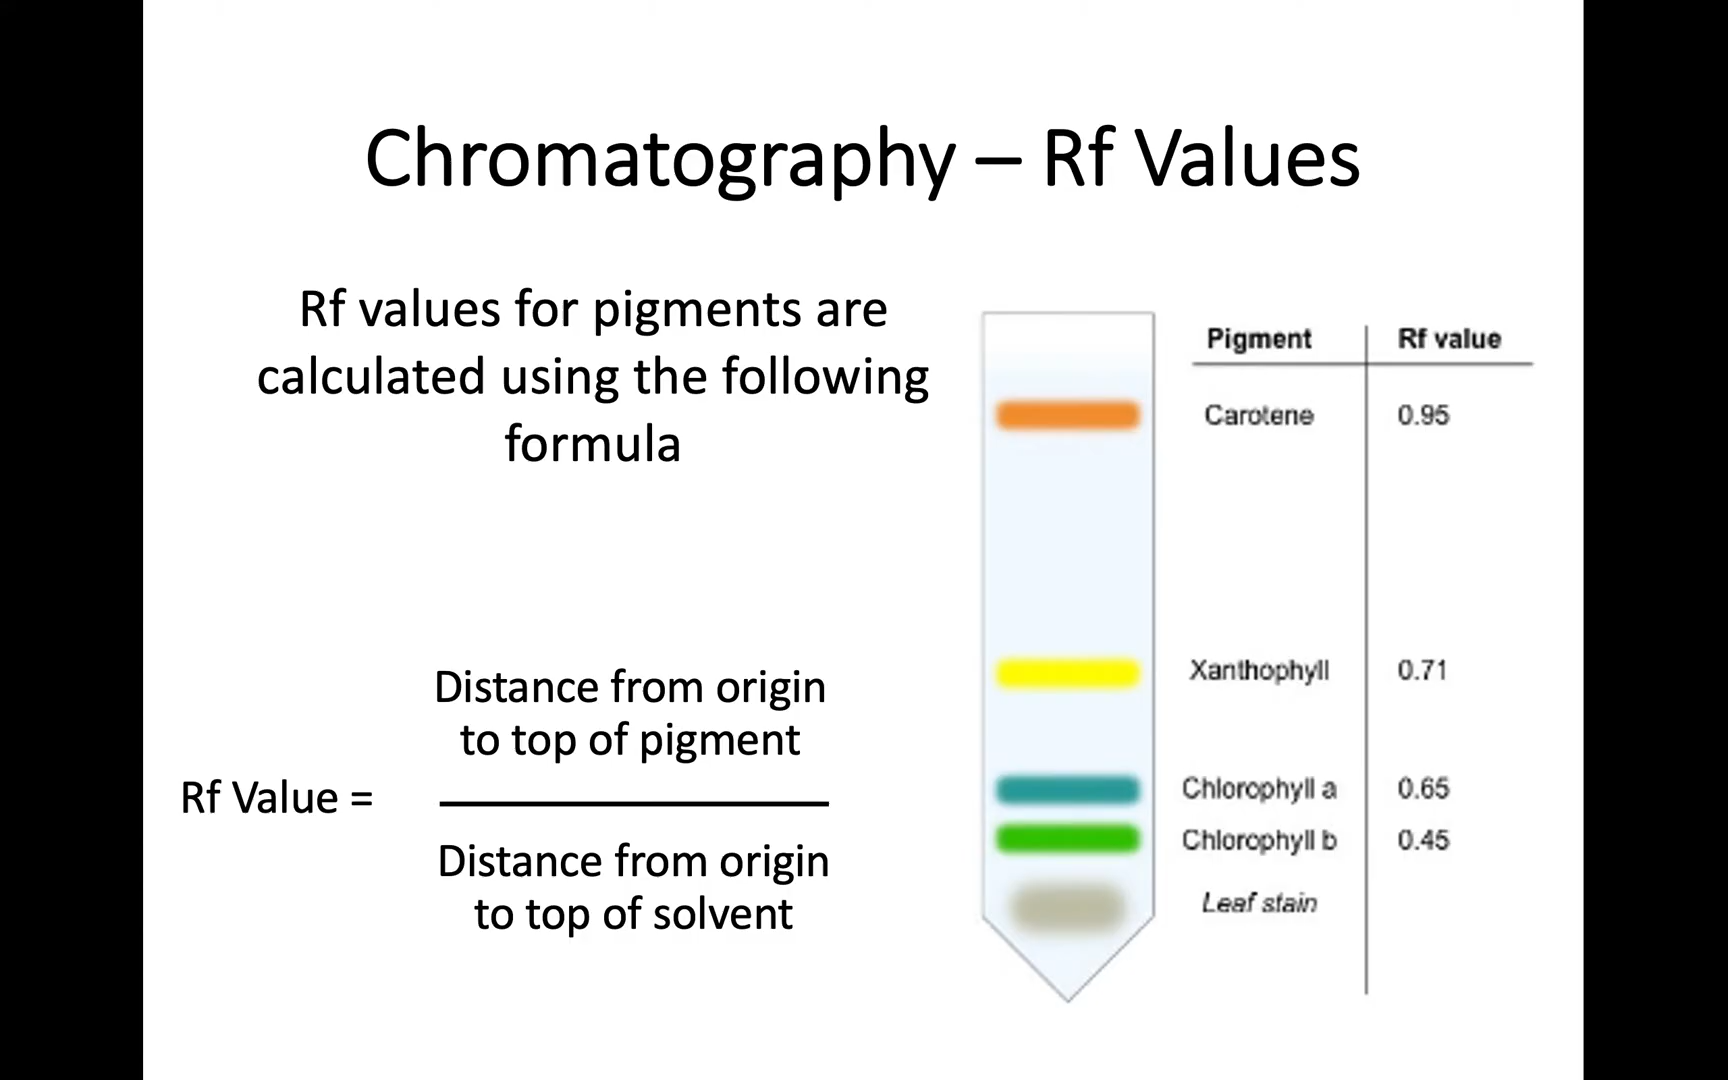 Chromatography – Rf Values
Rf values for pigments are
calculated using the following
formula
Distance from origin
to top of pigment
Rf Value =
Distance from origin
to top of solvent
Pigment Rf value
Carotene 0.95
Xanthophyll 0.71
Chlorophyll a 0.65
Chlorophyll b 0.45
Leaf stain